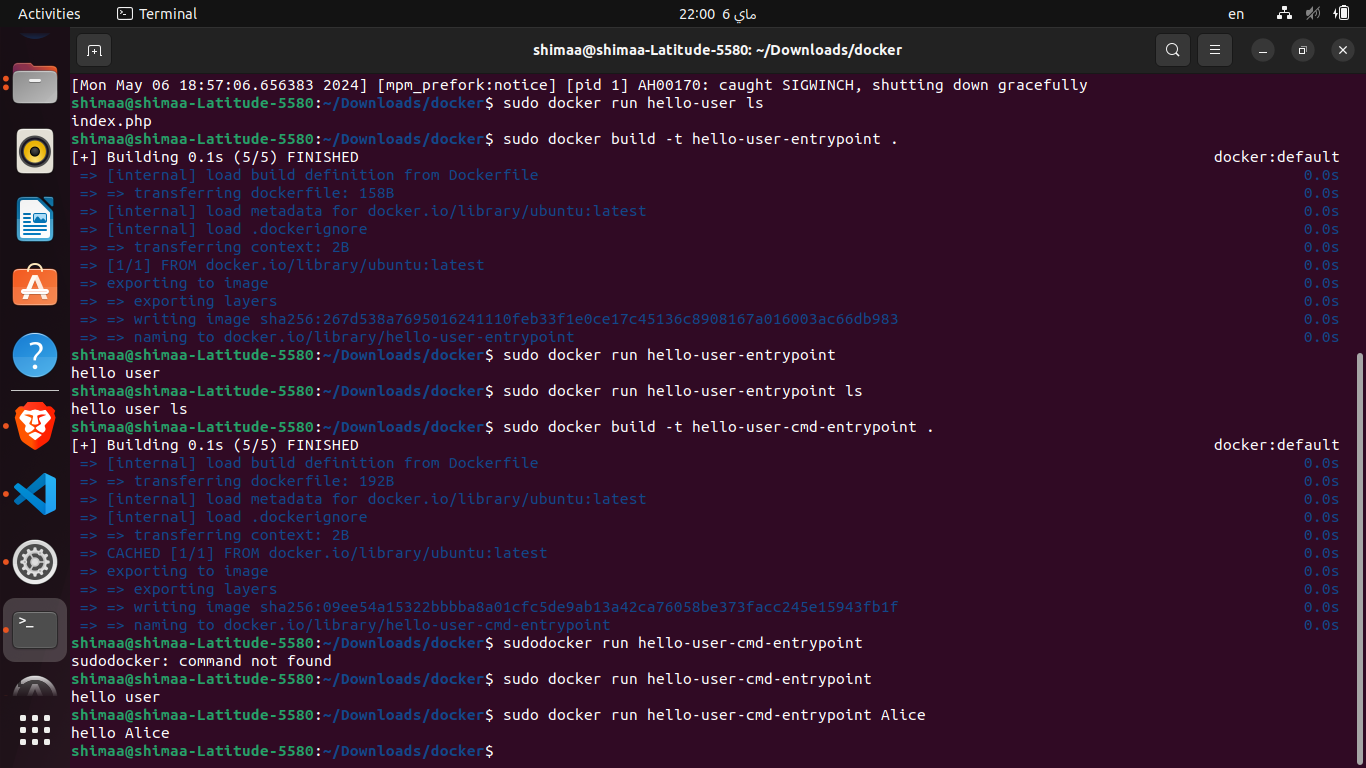 Activities Terminal 22:00 6 ماي en
shimaa@shimaa-Latitude-5580: ~/Downloads/docker
[Mon May 06 18:57:06.656383 2024] [mpm_prefork:notice] [pid 1] AH00170: caught SIGWINCH, shutting down gracefully
shimaa@shimaa-Latitude-5580:~/Downloads/docker$ sudo docker run hello-user ls
index.php
shimaa@shimaa-Latitude-5580:~/Downloads/docker$ sudo docker build -t hello-user-entrypoint .
[+] Building 0.1s (5/5) FINISHED docker:default
=> [internal] load build definition from Dockerfile 0.0s
=> => transferring dockerfile: 158B 0.0s
=> [internal] load metadata for docker.io/library/ubuntu:latest 0.0s
=> [internal] load .dockerignore 0.0s
=> => transferring context: 2B 0.0s
=> [1/1] FROM docker.io/library/ubuntu:latest 0.0s
=> exporting to image 0.0s
=> => exporting layers 0.0s
=> => writing image sha256:267d538a7695016241110feb33f1e0ce17c45136c8908167a016003ac66db983 0.0s
=> => naming to docker.io/library/hello-user-entrypoint 0.0s
shimaa@shimaa-Latitude-5580:~/Downloads/docker$ sudo docker run hello-user-entrypoint
hello user
shimaa@shimaa-Latitude-5580:~/Downloads/docker$ sudo docker run hello-user-entrypoint ls
hello user ls
shimaa@shimaa-Latitude-5580:~/Downloads/docker$ sudo docker build -t hello-user-cmd-entrypoint .
[+] Building 0.1s (5/5) FINISHED docker:default
=> [internal] load build definition from Dockerfile 0.0s
=> => transferring dockerfile: 192B 0.0s
=> [internal] load metadata for docker.io/library/ubuntu:latest 0.0s
=> [internal] load .dockerignore 0.0s
=> => transferring context: 2B 0.0s
=> CACHED [1/1] FROM docker.io/library/ubuntu:latest 0.0s
=> exporting to image 0.0s
=> => exporting layers 0.0s
=> => writing image sha256:09ee54a15322bbbba8a01cfc5de9ab13a42ca76058be373facc245e15943fb1f 0.0s
=> => naming to docker.io/library/hello-user-cmd-entrypoint 0.0s
shimaa@shimaa-Latitude-5580:~/Downloads/docker$ sudodocker run hello-user-cmd-entrypoint
sudodocker: command not found
shimaa@shimaa-Latitude-5580:~/Downloads/docker$ sudo docker run hello-user-cmd-entrypoint
hello user
shimaa@shimaa-Latitude-5580:~/Downloads/docker$ sudo docker run hello-user-cmd-entrypoint Alice
hello Alice
shimaa@shimaa-Latitude-5580:~/Downloads/docker$